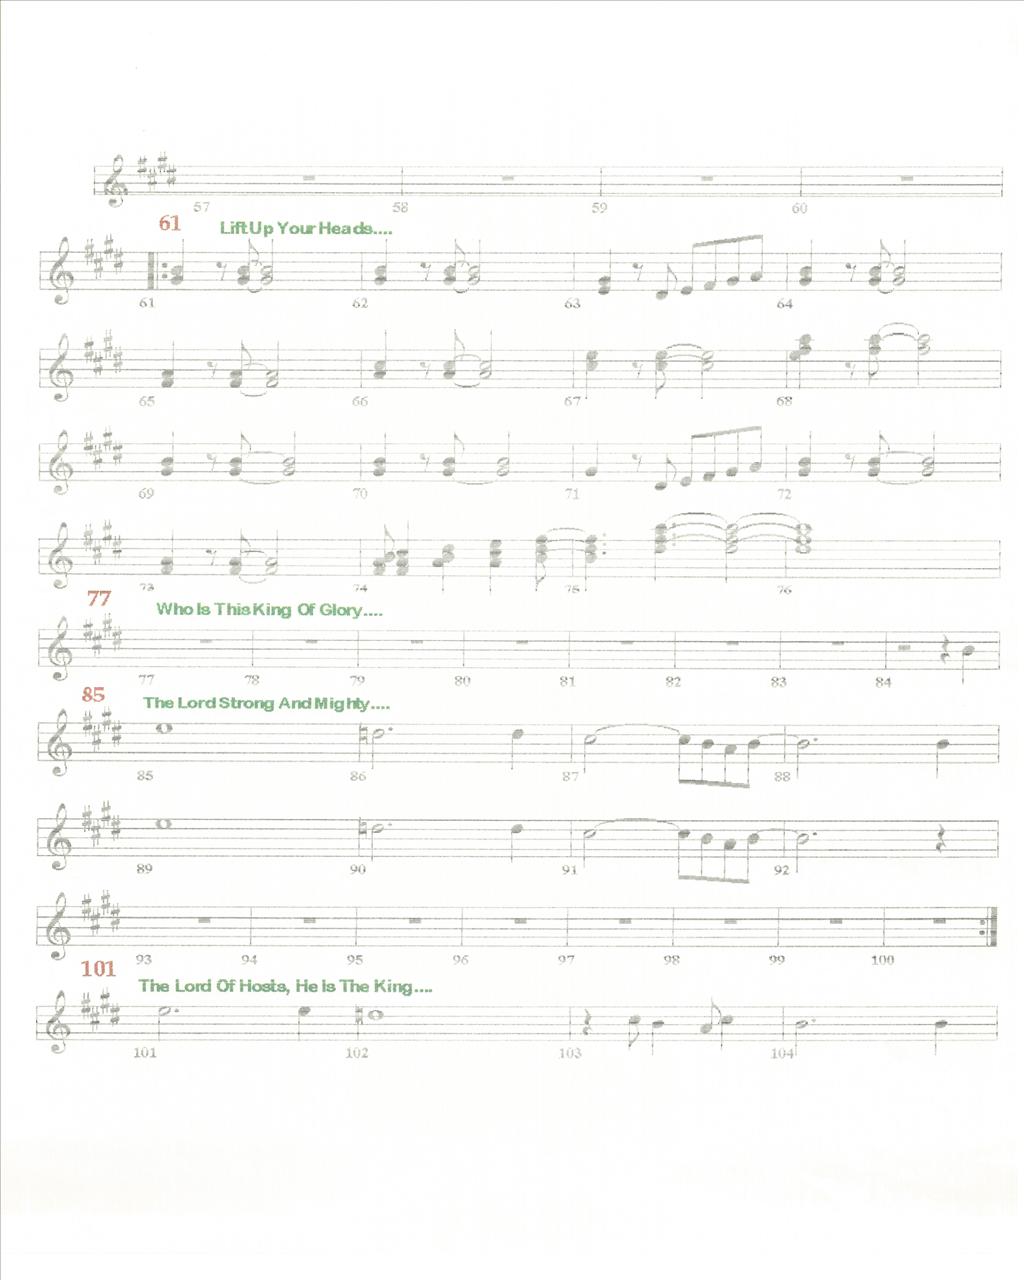 57 58 59 60
61 Lift Up Your Heads....
61 62 63 64
65 66 67 68
69 70 71 72
73 74 75 76
77 Who Is This King Of Glory....
77 78 79 80 81 82 83 84
85 The Lord Strong And Mighty....
85 86 87 88
89 90 91 92
93 94 95 96 97 98 99 100
101 The Lord Of Hosts, He Is The King....
101 102 103 104